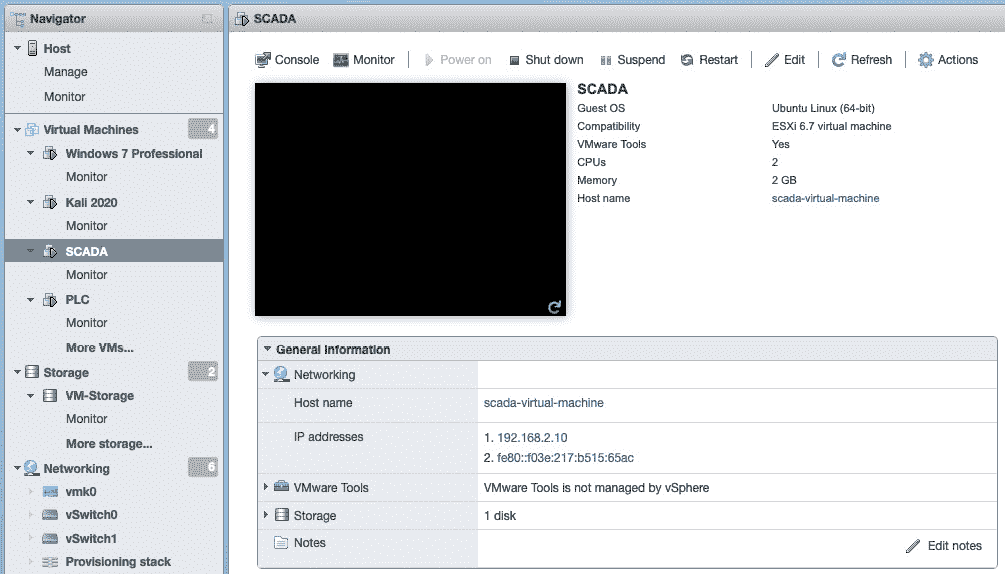 Navigator
Host
Manage
Monitor
Virtual Machines 4
Windows 7 Professional
Monitor
Kali 2020
Monitor
SCADA
Monitor
PLC
Monitor
More VMs...
Storage 2
VM-Storage
Monitor
More storage...
Networking 6
vmk0
vSwitch0
vSwitch1
Provisioning stack
SCADA
Console Monitor Power on Shut down Suspend Restart Edit Refresh Actions
SCADA
Guest OS Ubuntu Linux (64-bit)
Compatibility ESXi 6.7 virtual machine
VMware Tools Yes
CPUs 2
Memory 2 GB
Host name scada-virtual-machine
General Information
Networking
Host name scada-virtual-machine
IP addresses 1. 192.168.2.10
2. fe80::f03e:217:b515:65ac
VMware Tools VMware Tools is not managed by vSphere
Storage 1 disk
Notes Edit notes